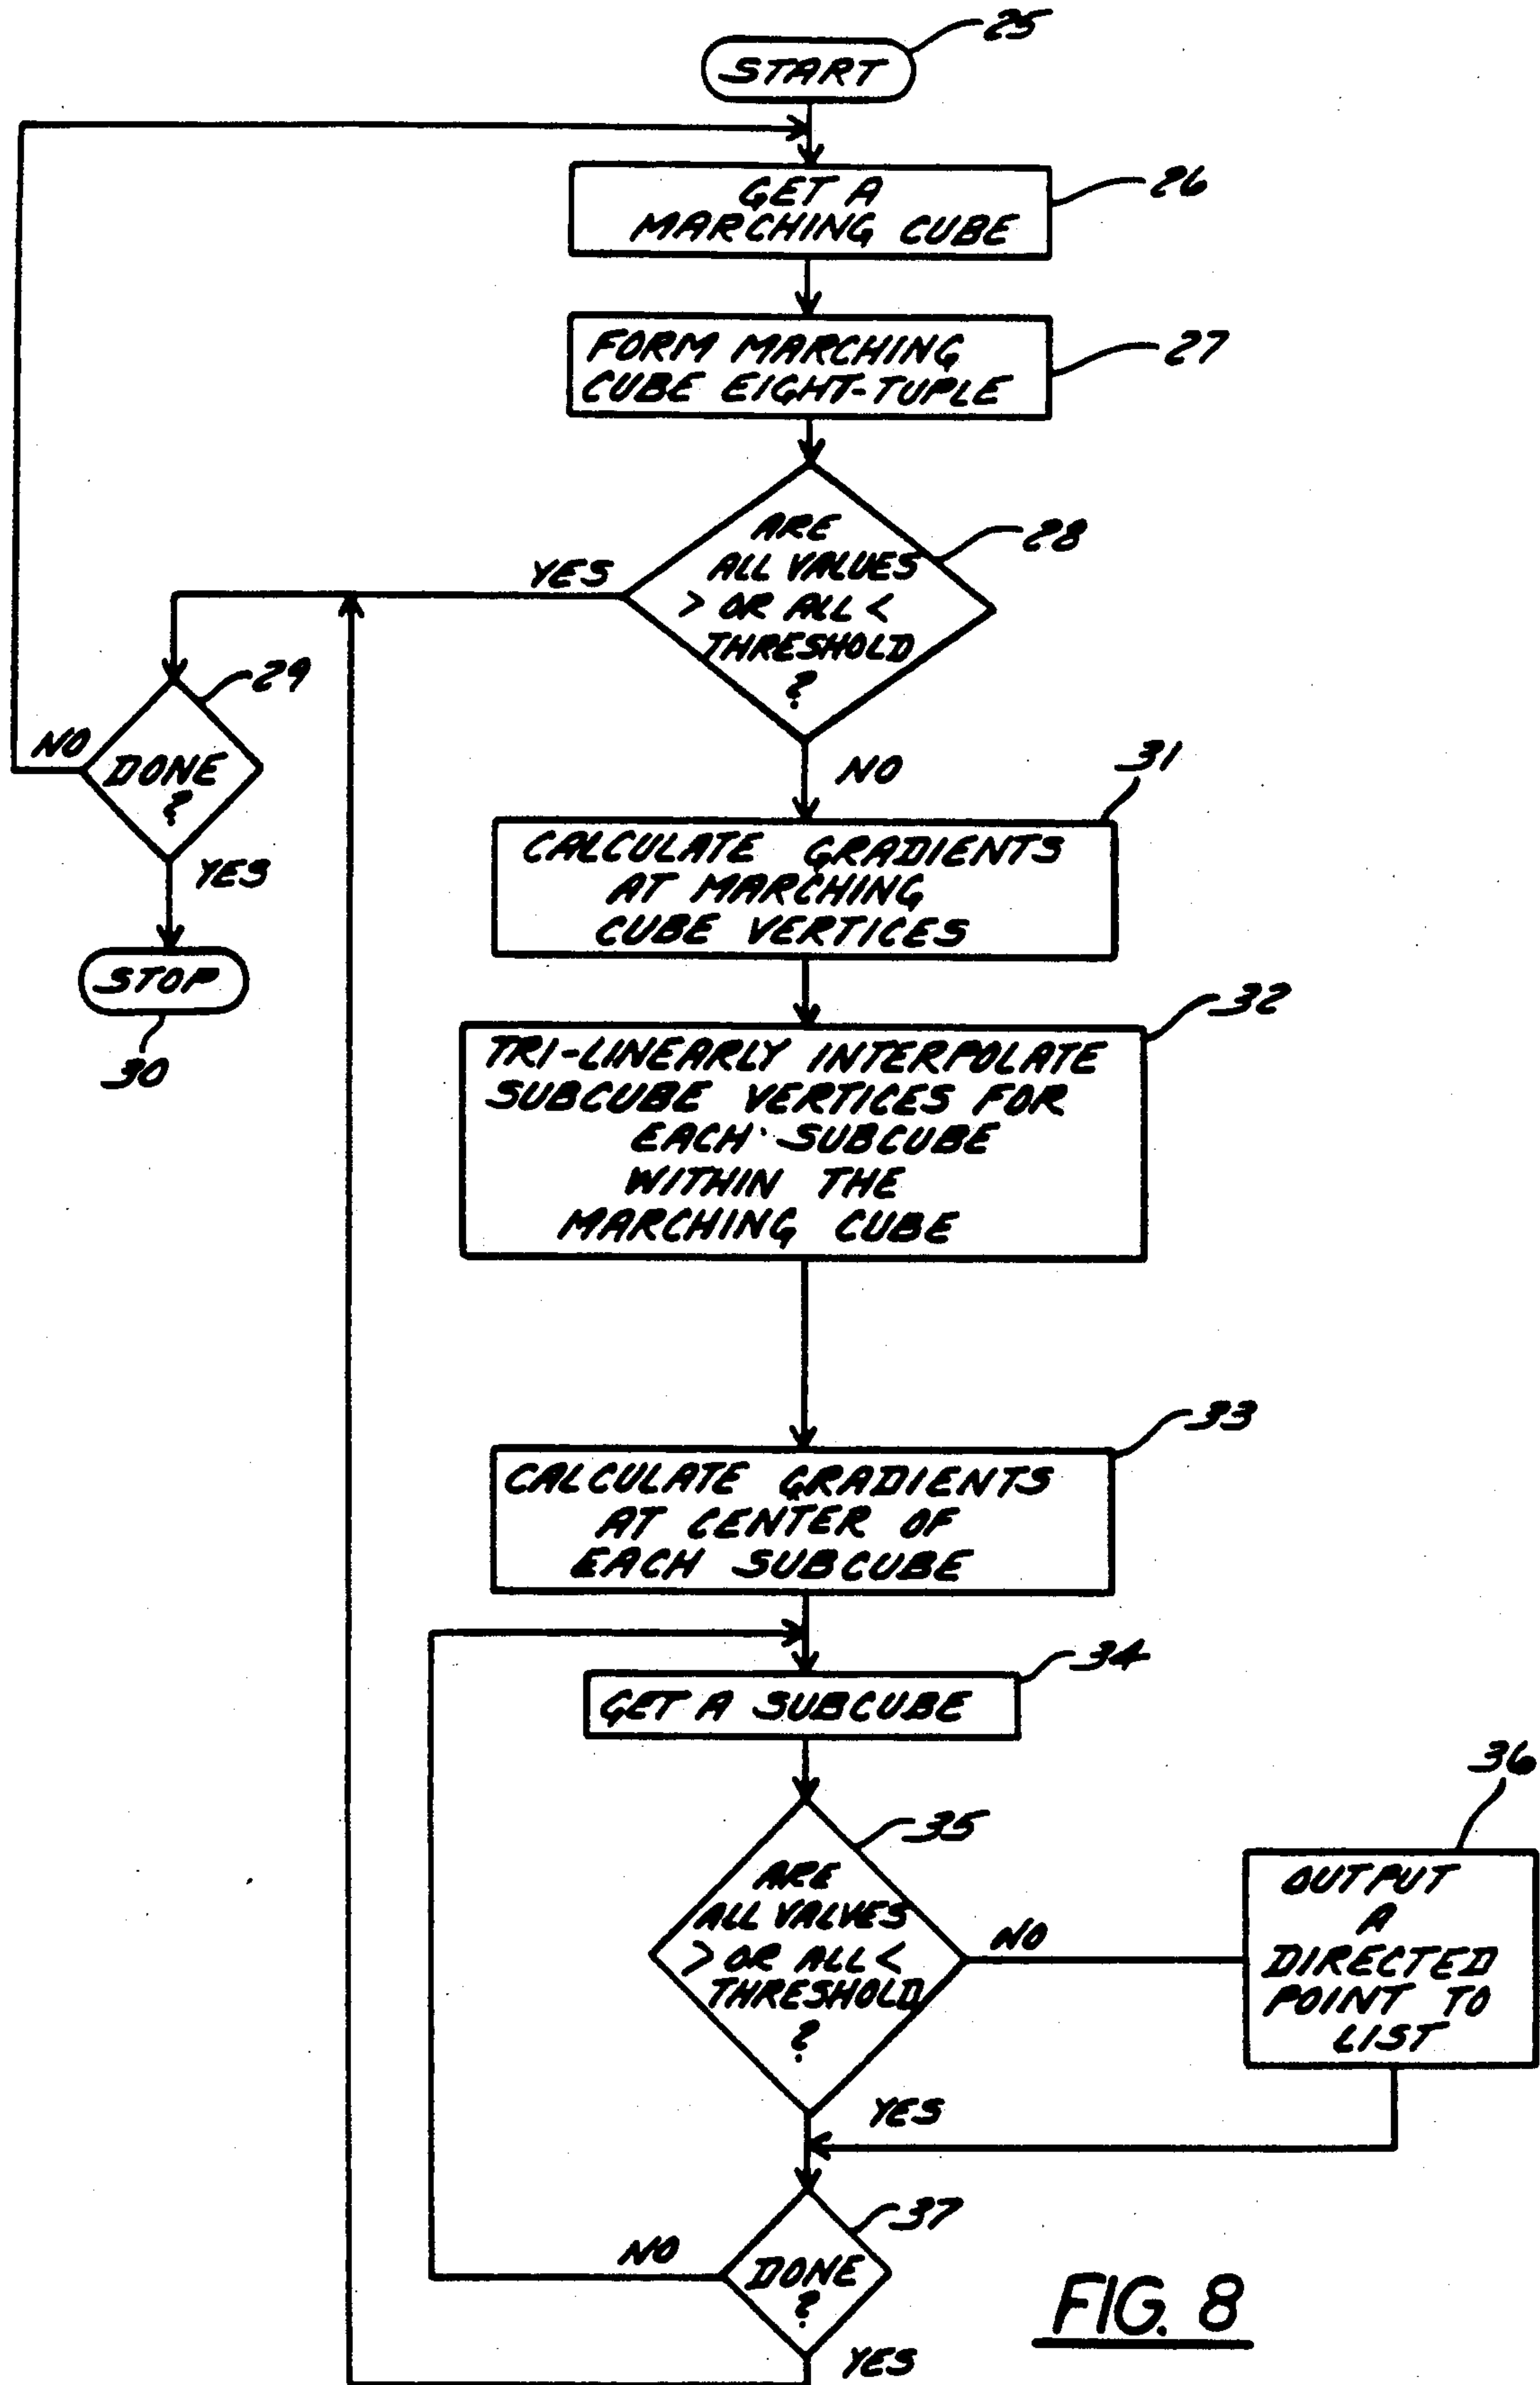 25
START
GET A
MARCHING CUBE
26
FORM MARCHING
CUBE EIGHT-TUPLE
27
ARE
ALL VALUES
> OR ALL <
THRESHOLD
?
28
YES
29
NO
DONE
?
YES
STOP
30
NO
31
CALCULATE GRADIENTS
AT MARCHING
CUBE VERTICES
32
TRI-LINEARLY INTERPOLATE
SUBCUBE VERTICES FOR
EACH SUBCUBE
WITHIN THE
MARCHING CUBE
33
CALCULATE GRADIENTS
AT CENTER OF
EACH SUBCUBE
34
GET A SUBCUBE
35
ARE
ALL VALVES
> OR ALL <
THRESHOLD
?
NO
36
OUTPUT
A
DIRECTED
POINT TO
LIST
YES
37
NO
DONE
?
YES
FIG. 8